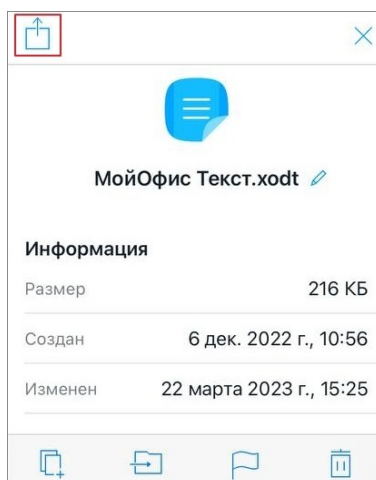 МойОфис Текст.xodt
Информация
Размер 216 КБ
Создан 6 дек. 2022 г., 10:56
Изменен 22 марта 2023 г., 15:25